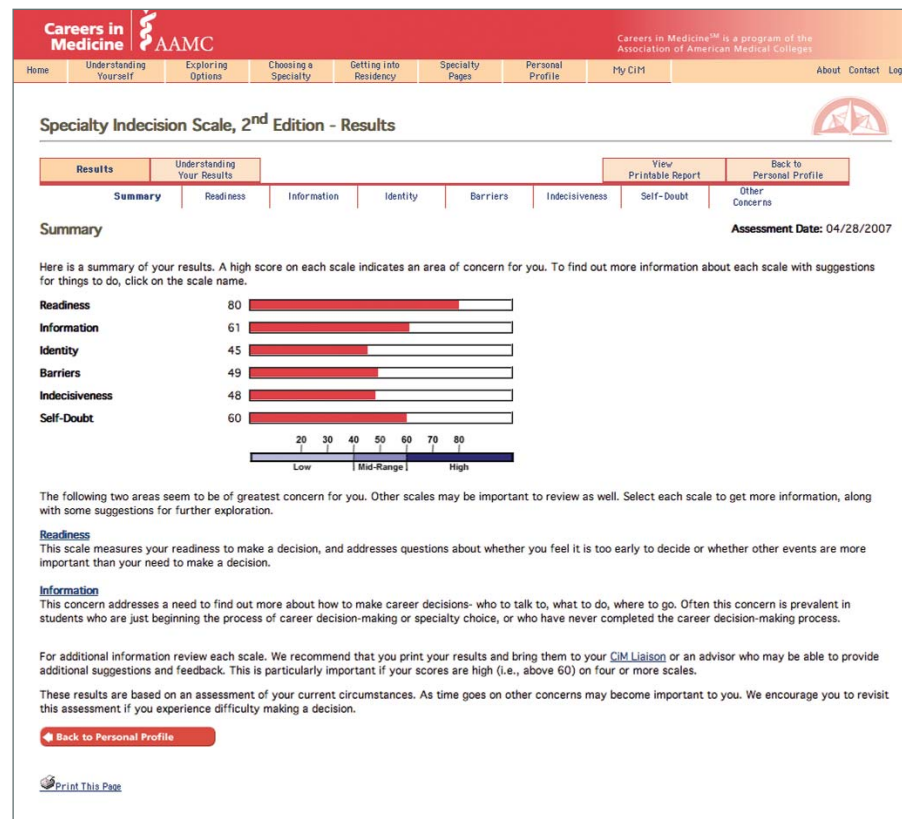 Careers in
Medicine AAMC
Careers in Medicine℠ is a program of the
Association of American Medical Colleges
Home Understanding Yourself Exploring Options Choosing a Specialty Getting into Residency Specialty Pages Personal Profile My CiM About Contact Log
Specialty Indecision Scale, 2nd Edition - Results
Results Understanding Your Results View Printable Report Back to Personal Profile
Summary Readiness Information Identity Barriers Indecisiveness Self-Doubt Other Concerns
Summary Assessment Date: 04/28/2007
Here is a summary of your results. A high score on each scale indicates an area of concern for you. To find out more information about each scale with suggestions
for things to do, click on the scale name.
Readiness 80
Information 61
Identity 45
Barriers 49
Indecisiveness 48
Self-Doubt 60
20 30 40 50 60 70 80
Low Mid-Range High
The following two areas seem to be of greatest concern for you. Other scales may be important to review as well. Select each scale to get more information, along
with some suggestions for further exploration.
Readiness
This scale measures your readiness to make a decision, and addresses questions about whether you feel it is too early to decide or whether other events are more
important than your need to make a decision.
Information
This concern addresses a need to find out more about how to make career decisions- who to talk to, what to do, where to go. Often this concern is prevalent in
students who are just beginning the process of career decision-making or specialty choice, or who have never completed the career decision-making process.
For additional information review each scale. We recommend that you print your results and bring them to your CiM Liaison or an advisor who may be able to provide
additional suggestions and feedback. This is particularly important if your scores are high (i.e., above 60) on four or more scales.
These results are based on an assessment of your current circumstances. As time goes on other concerns may become important to you. We encourage you to revisit
this assessment if you experience difficulty making a decision.
Back to Personal Profile
Print This Page